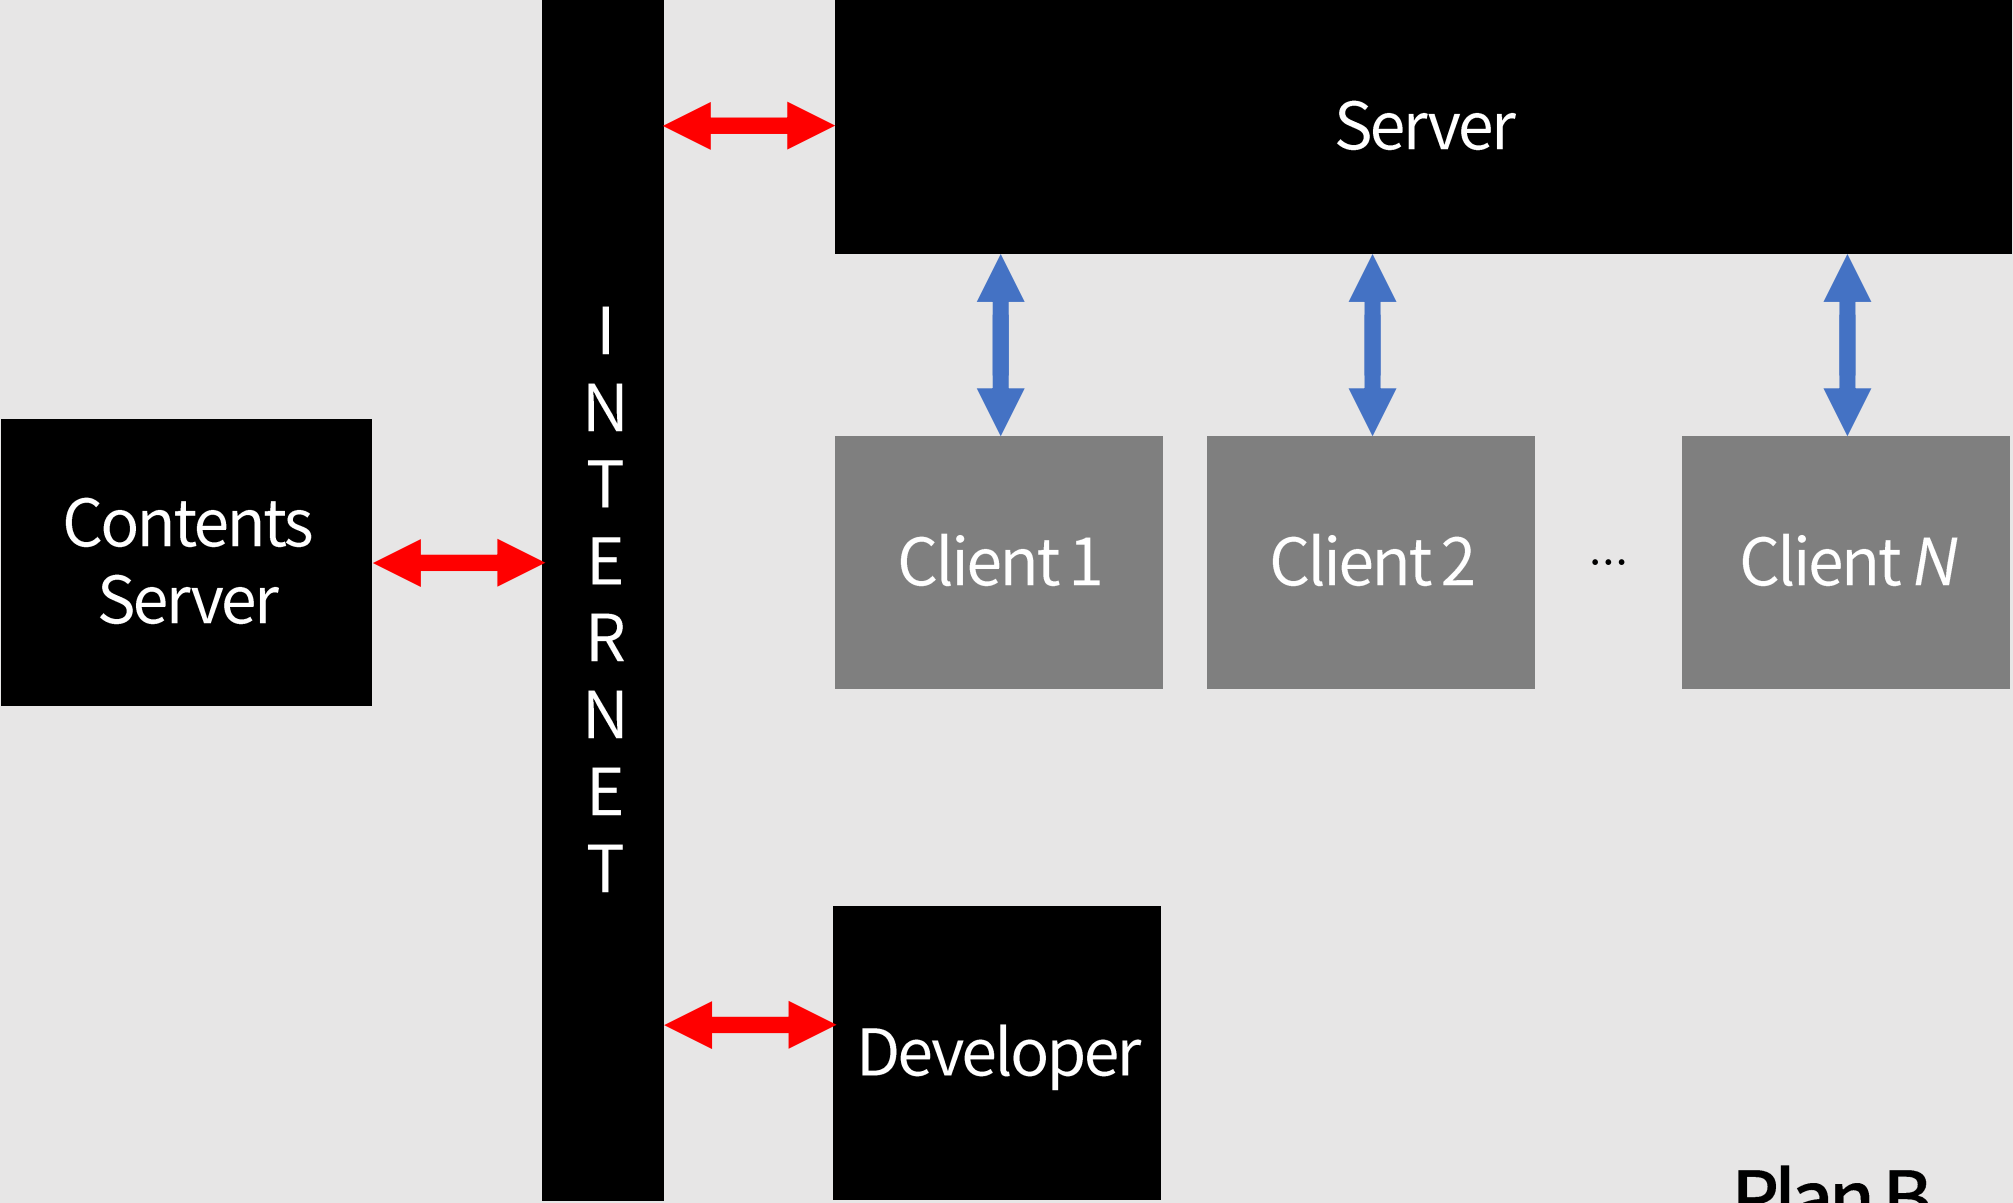 Server
I
N
T
E
R
N
E
T
Contents
Server
Client 1
Client 2
...
Client N
Developer
Plan B